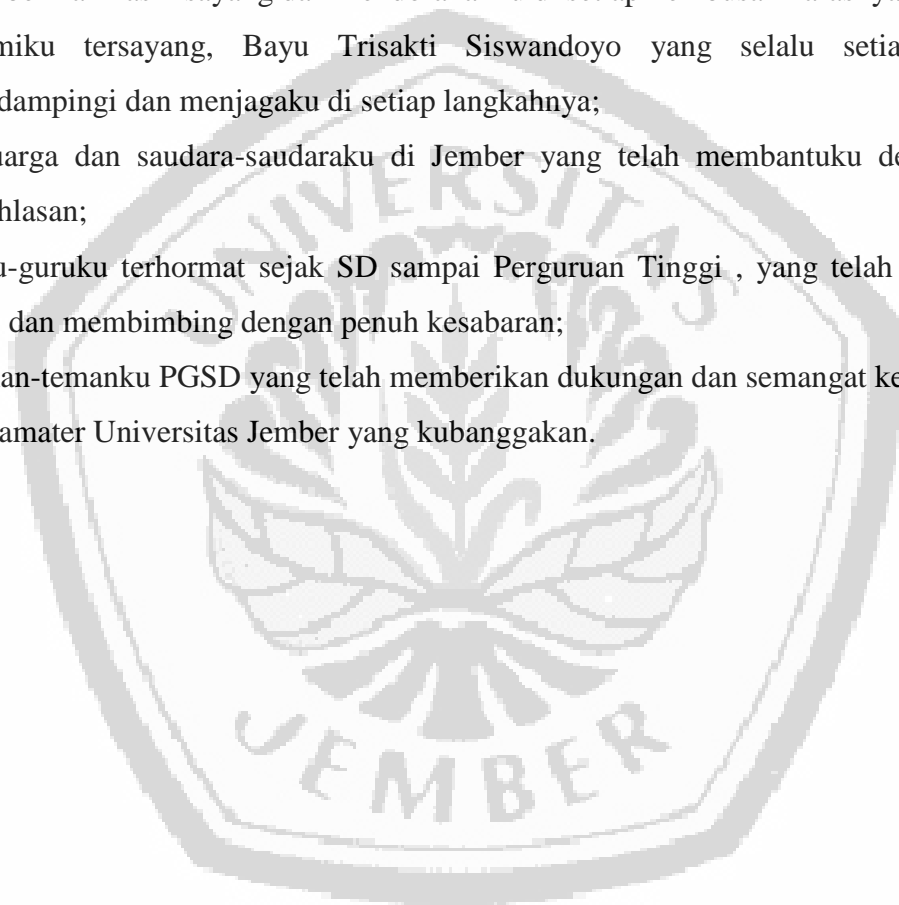 miku tersayang, Bayu Trisakti Siswandoyo yang selalu setia
dampingi dan menjagaku di setiap langkahnya;
uarga dan saudara-saudaraku di Jember yang telah membantuku de
hlasan;
u-guruku terhormat sejak SD sampai Perguruan Tinggi , yang telah
dan membimbing dengan penuh kesabaran;
an-temanku PGSD yang telah memberikan dukungan dan semangat ke
amater Universitas Jember yang kubanggakan.
UNIVERSITAS
JEMBER